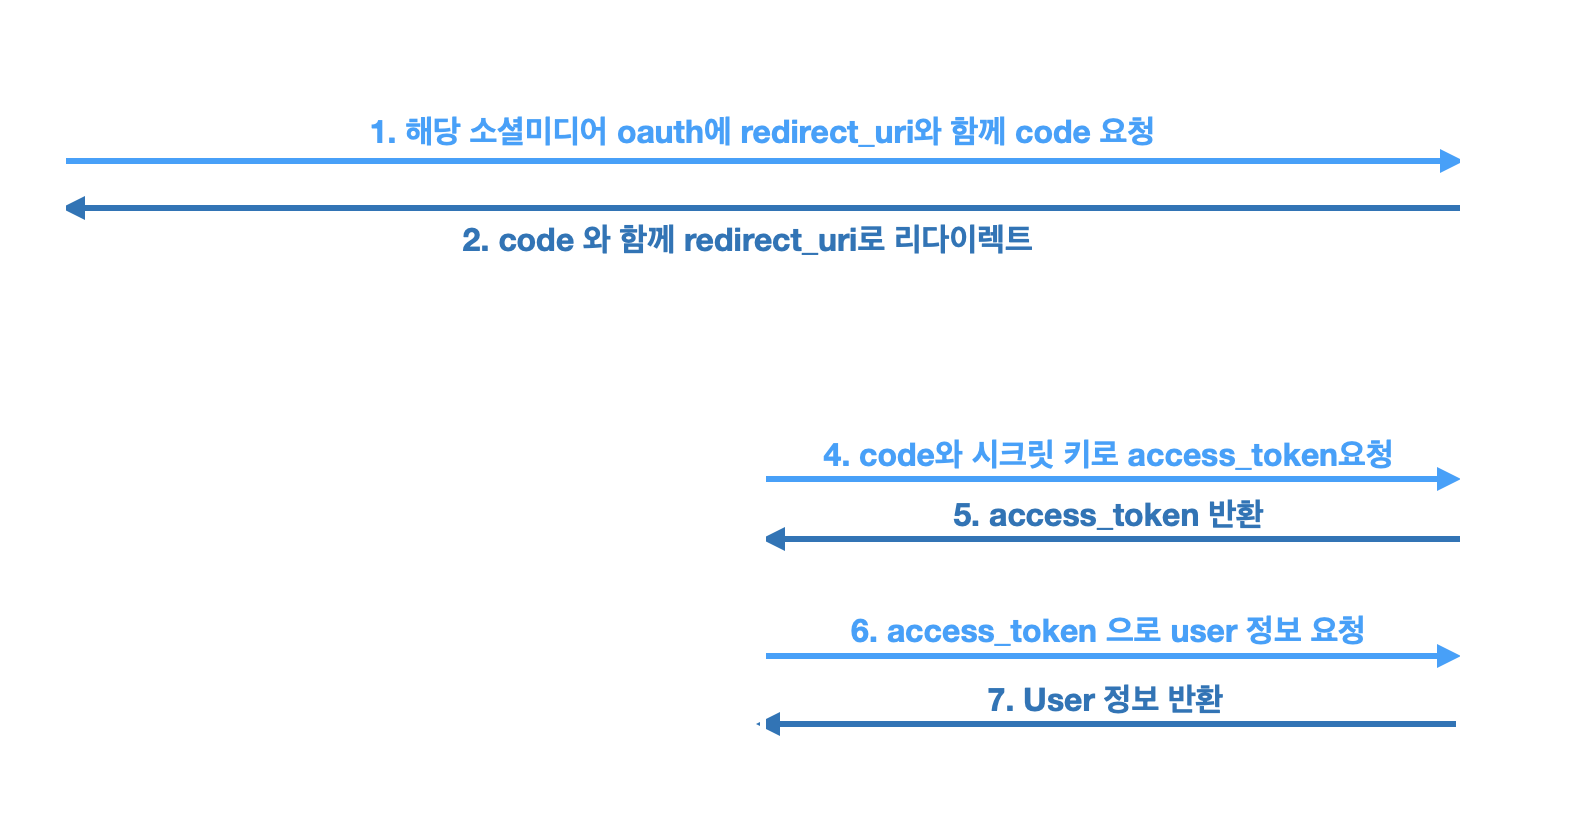 1. 해당 소셜미디어 oauth에 redirect_uri와 함께 code 요청
2. code 와 함께 redirect_uri로 리다이렉트
4. code와 시크릿 키로 access_token요청
5. access_token 반환
6. access_token 으로 user 정보 요청
7. User 정보 반환